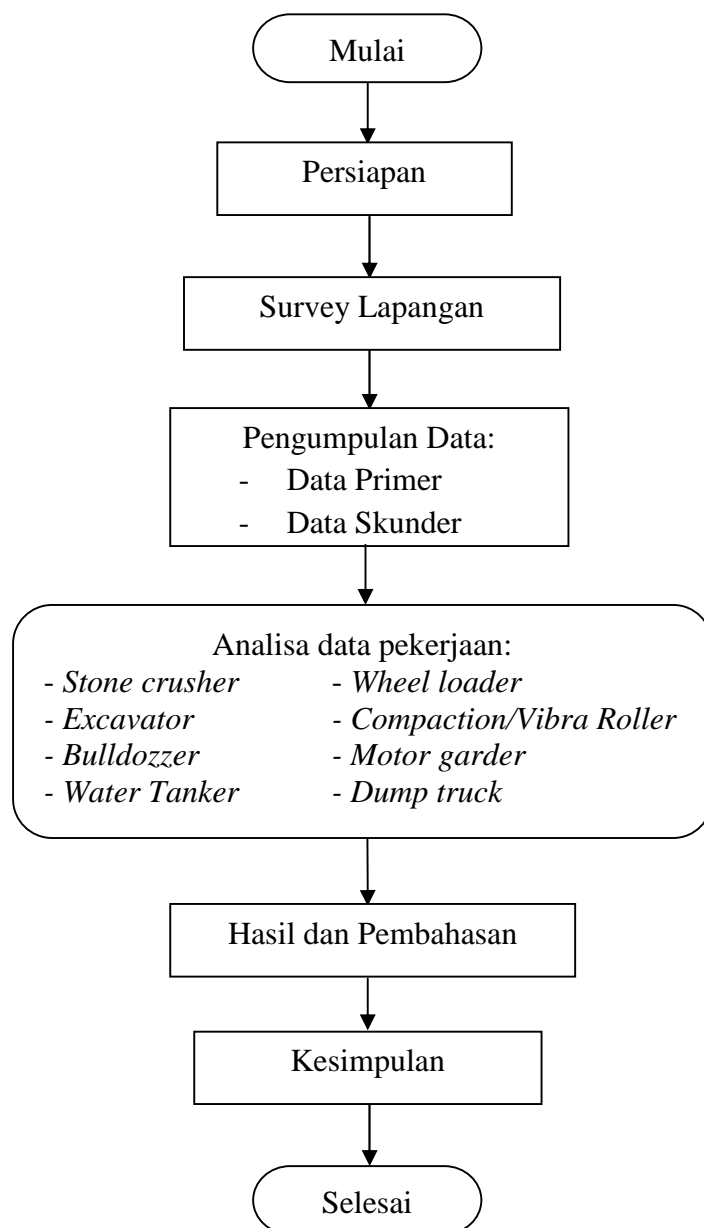 Mulai
Persiapan
Survey Lapangan
Pengumpulan Data:
- Data Primer
- Data Skunder
Analisa data pekerjaan:
- Stone crusher - Wheel loader
- Excavator - Compaction/Vibra Roller
- Bulldozzer - Motor garder
- Water Tanker - Dump truck
Hasil dan Pembahasan
Kesimpulan
Selesai